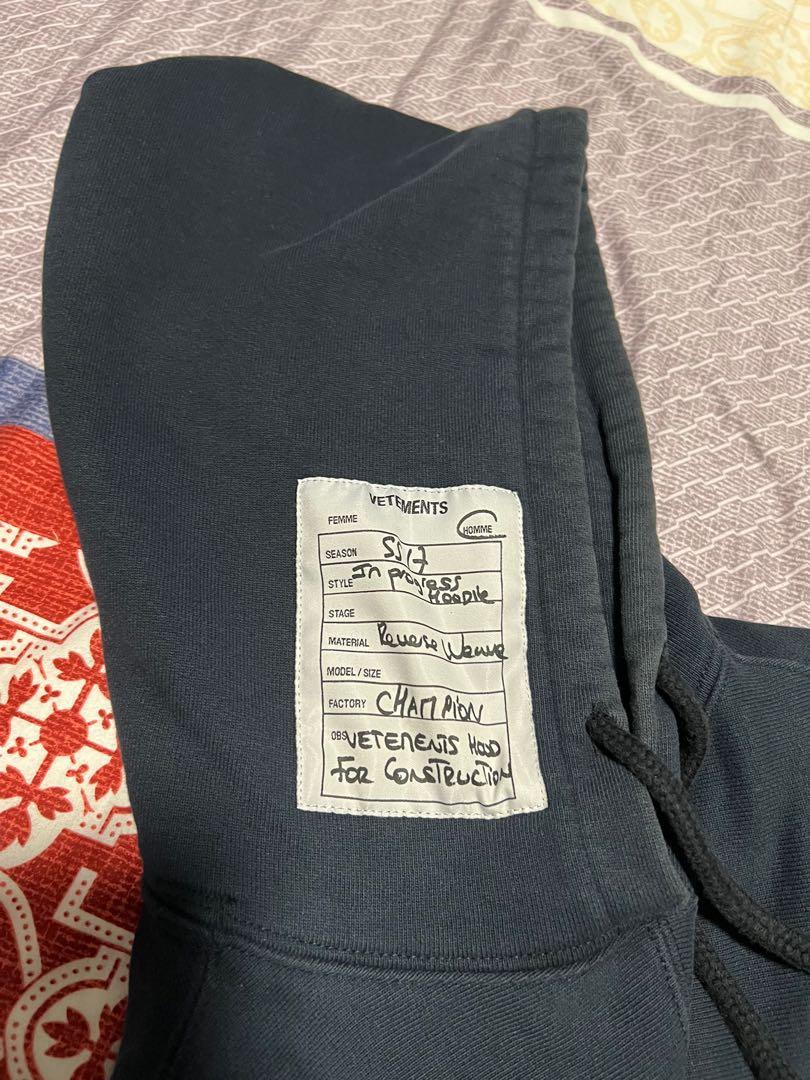 VETEMENTS
FEMME HOMME
SEASON SS17
STYLE In progress
Hoodie
STAGE
MATERIAL Reverse Weave
MODEL / SIZE
FACTORY CHAMPION
OBS VETEMENTS HOOD
FOR CONSTRUCTION